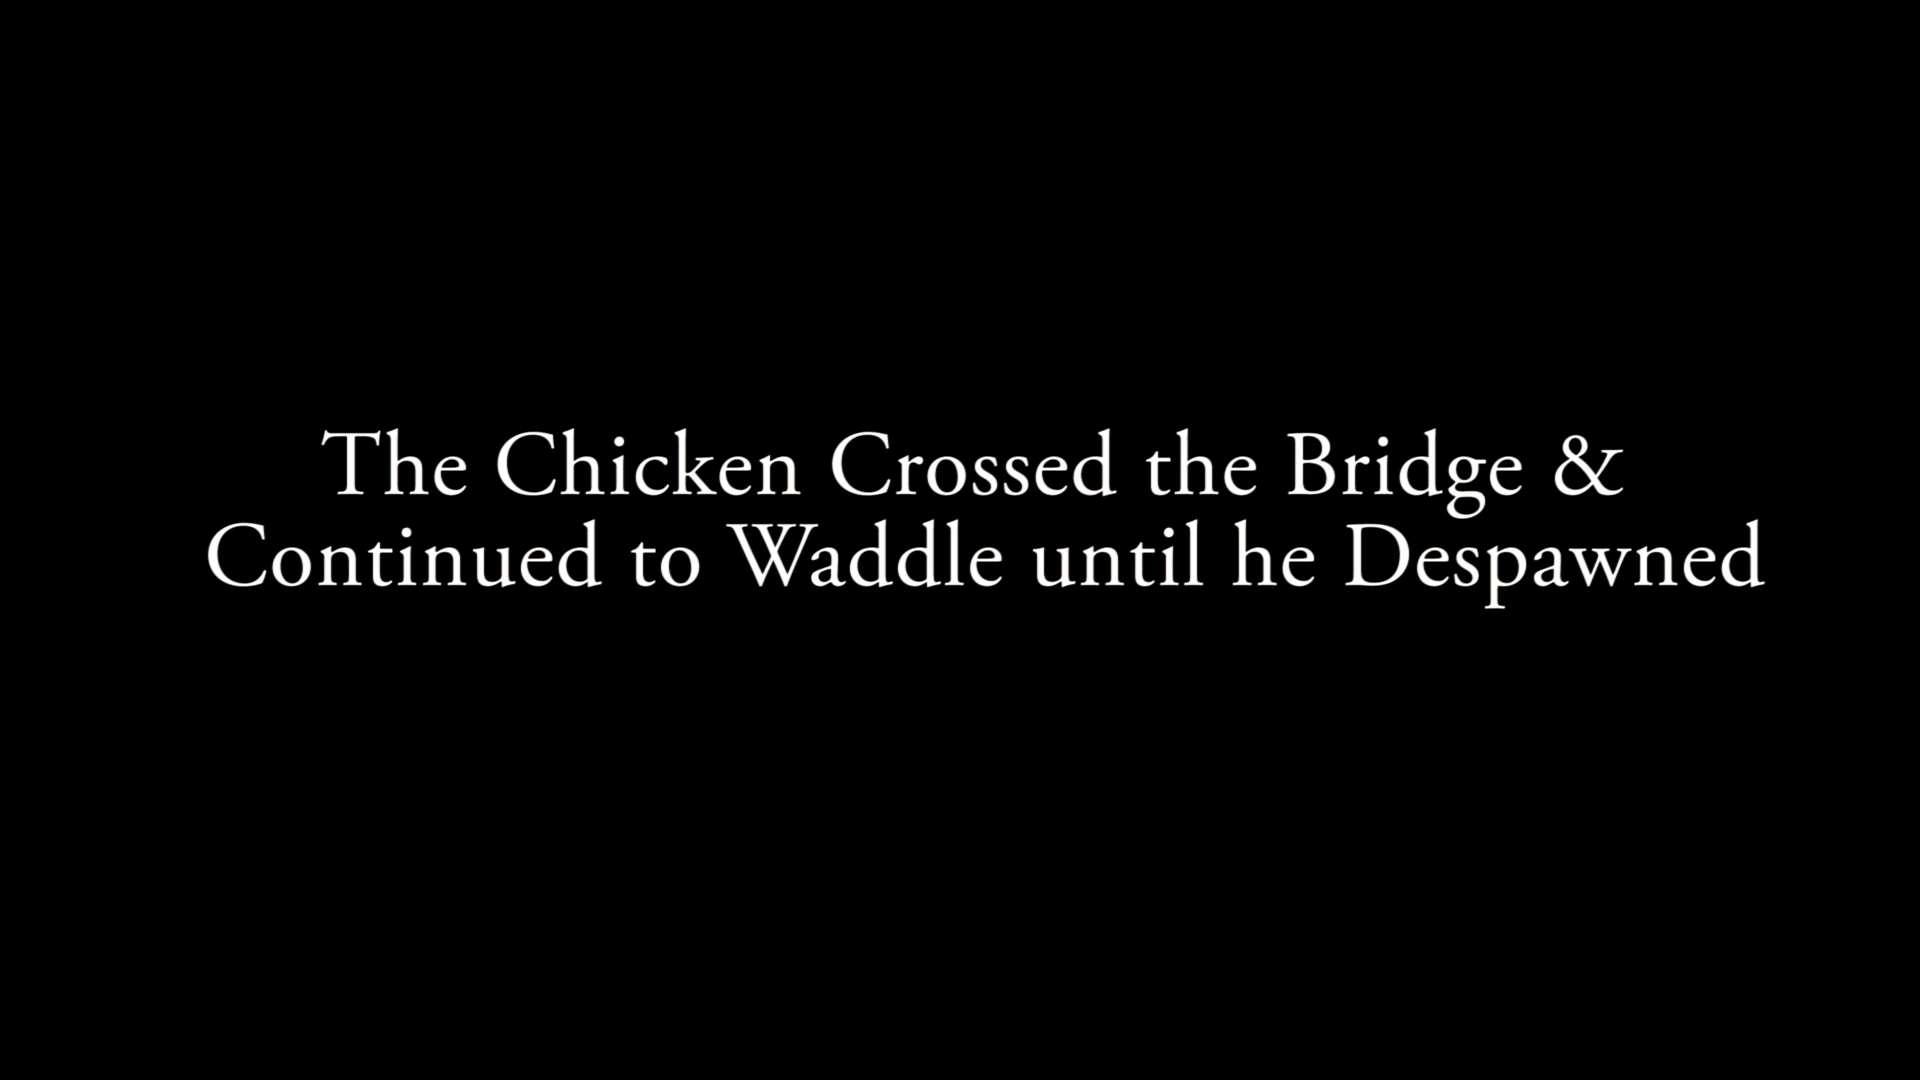 The Chicken Crossed the Bridge &
Continued to Waddle until he Despawned